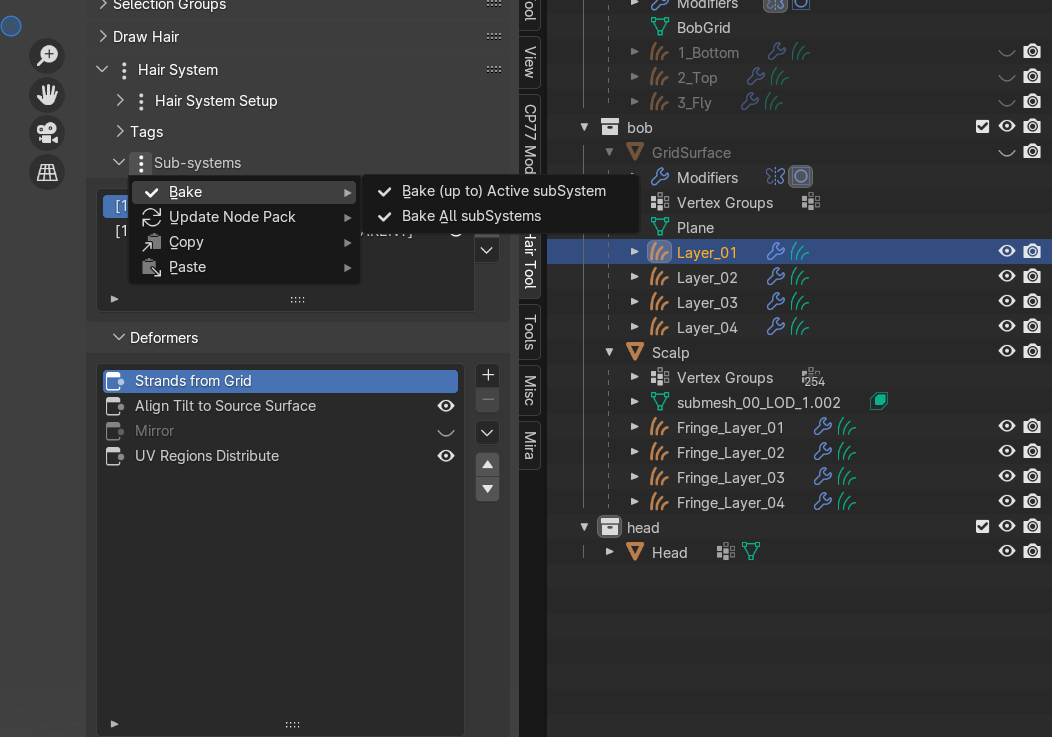 Selection Groups
Draw Hair
Hair System
Hair System Setup
Tags
Sub-systems
Bake
Update Node Pack
Copy
Paste
Bake (up to) Active subSystem
Bake All subSystems
[1
[1
Deformers
Strands from Grid
Align Tilt to Source Surface
Mirror
UV Regions Distribute
Tool
View
CP77 Mod
Hair Tool
Tools
Misc
Mira
Modifiers
BobGrid
1_Bottom
2_Top
3_Fly
bob
GridSurface
Modifiers
Vertex Groups
Plane
Layer_01
Layer_02
Layer_03
Layer_04
Scalp
Vertex Groups
254
submesh_00_LOD_1.002
Fringe_Layer_01
Fringe_Layer_02
Fringe_Layer_03
Fringe_Layer_04
head
Head